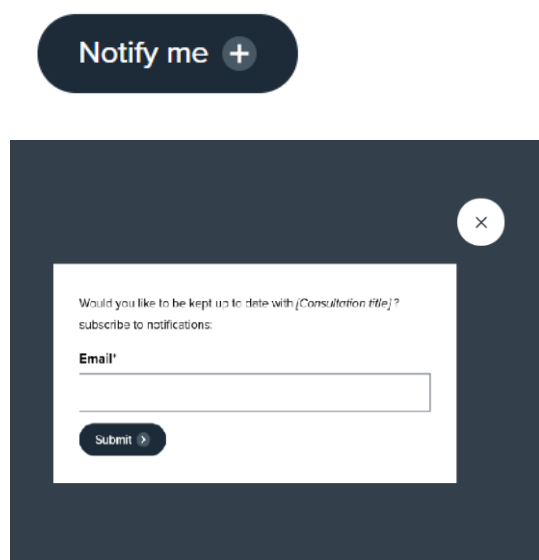 Notify me +
Would you like to be kept up to date with [Consultation title]?
subscribe to notifications:
Email*
Submit